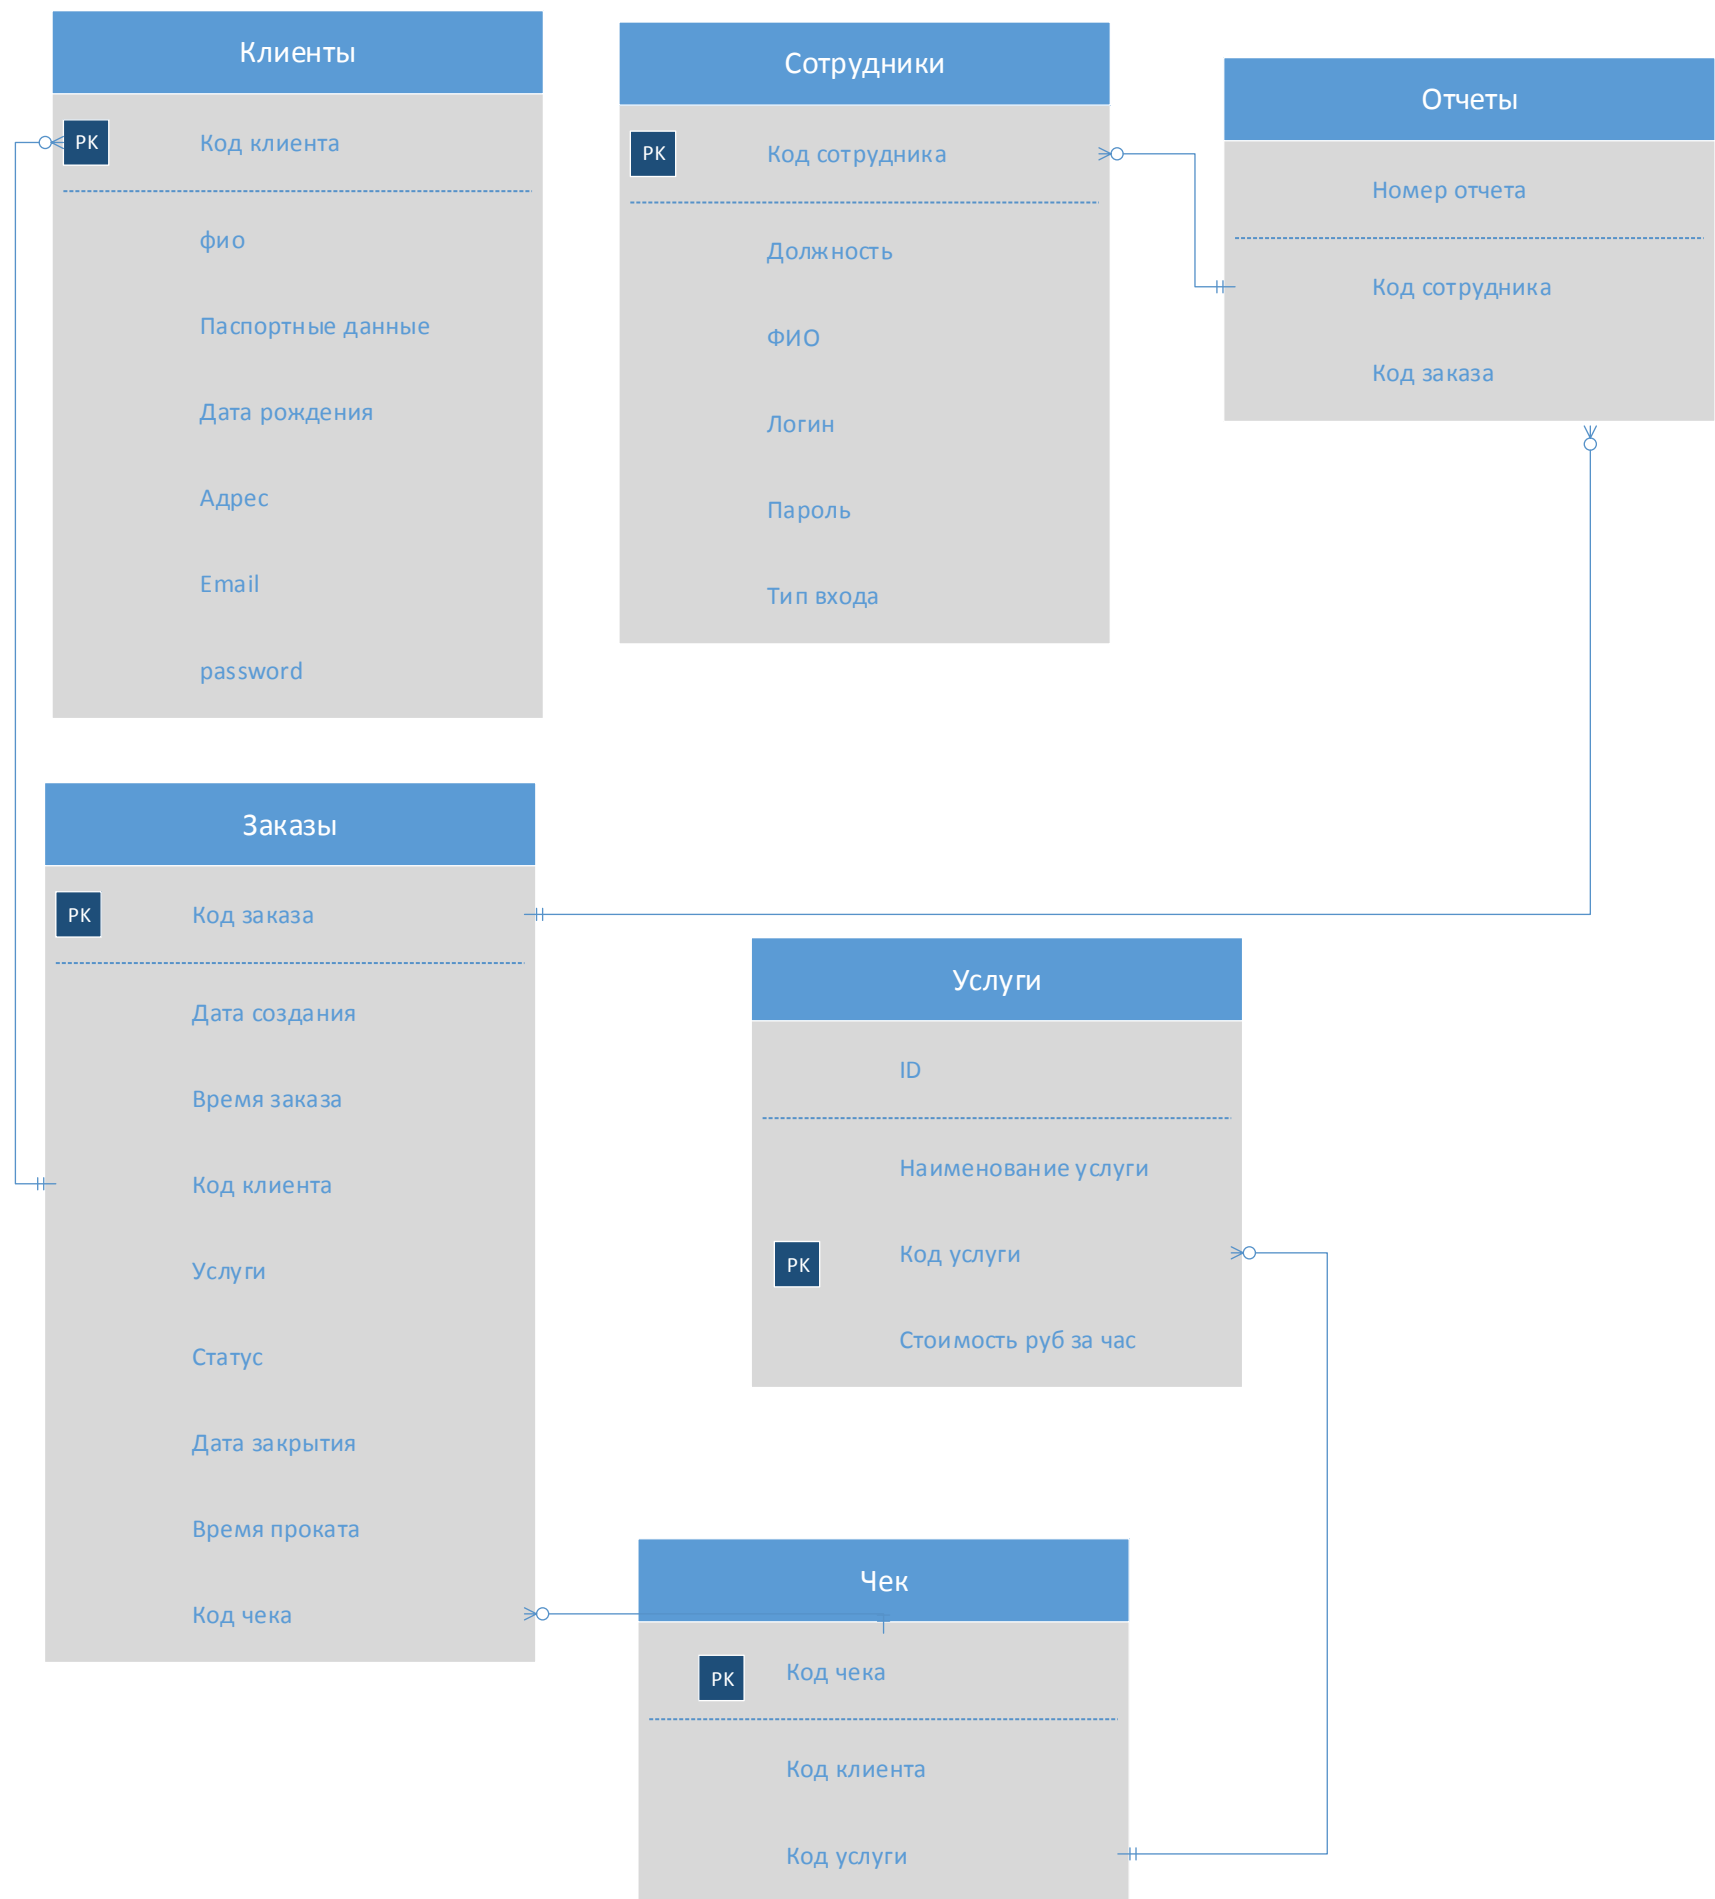 Клиенты
PK
Код клиента
фио
Паспортные данные
Дата рождения
Адрес
Email
password
Сотрудники
PK
Код сотрудника
Должность
ФИО
Логин
Пароль
Тип входа
Отчеты
Номер отчета
Код сотрудника
Код заказа
Заказы
PK
Код заказа
Дата создания
Время заказа
Код клиента
Услуги
Статус
Дата закрытия
Время проката
Код чека
Услуги
ID
Наименование услуги
PK
Код услуги
Стоимость руб за час
Чек
PK
Код чека
Код клиента
Код услуги